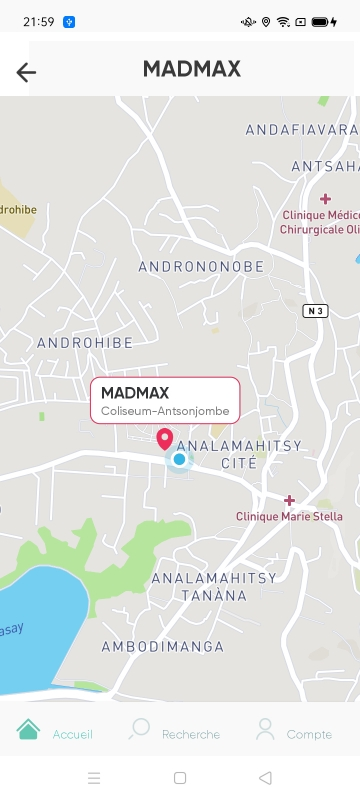 21:59
MADMAX
ANDAFIAVARA
ANTSAHA
drohibe
Clinique Médico
Chirurgicale Oli
ANDRONONOBE
N 3
ANDROHIBE
MADMAX
Coliseum-Antsonjombe
ANALAMAHITSY
CITÉ
Clinique Marie Stella
ANALAMAHITSY
TANÀNA
asay
AMBODIMANGA
Accueil
Recherche
Compte